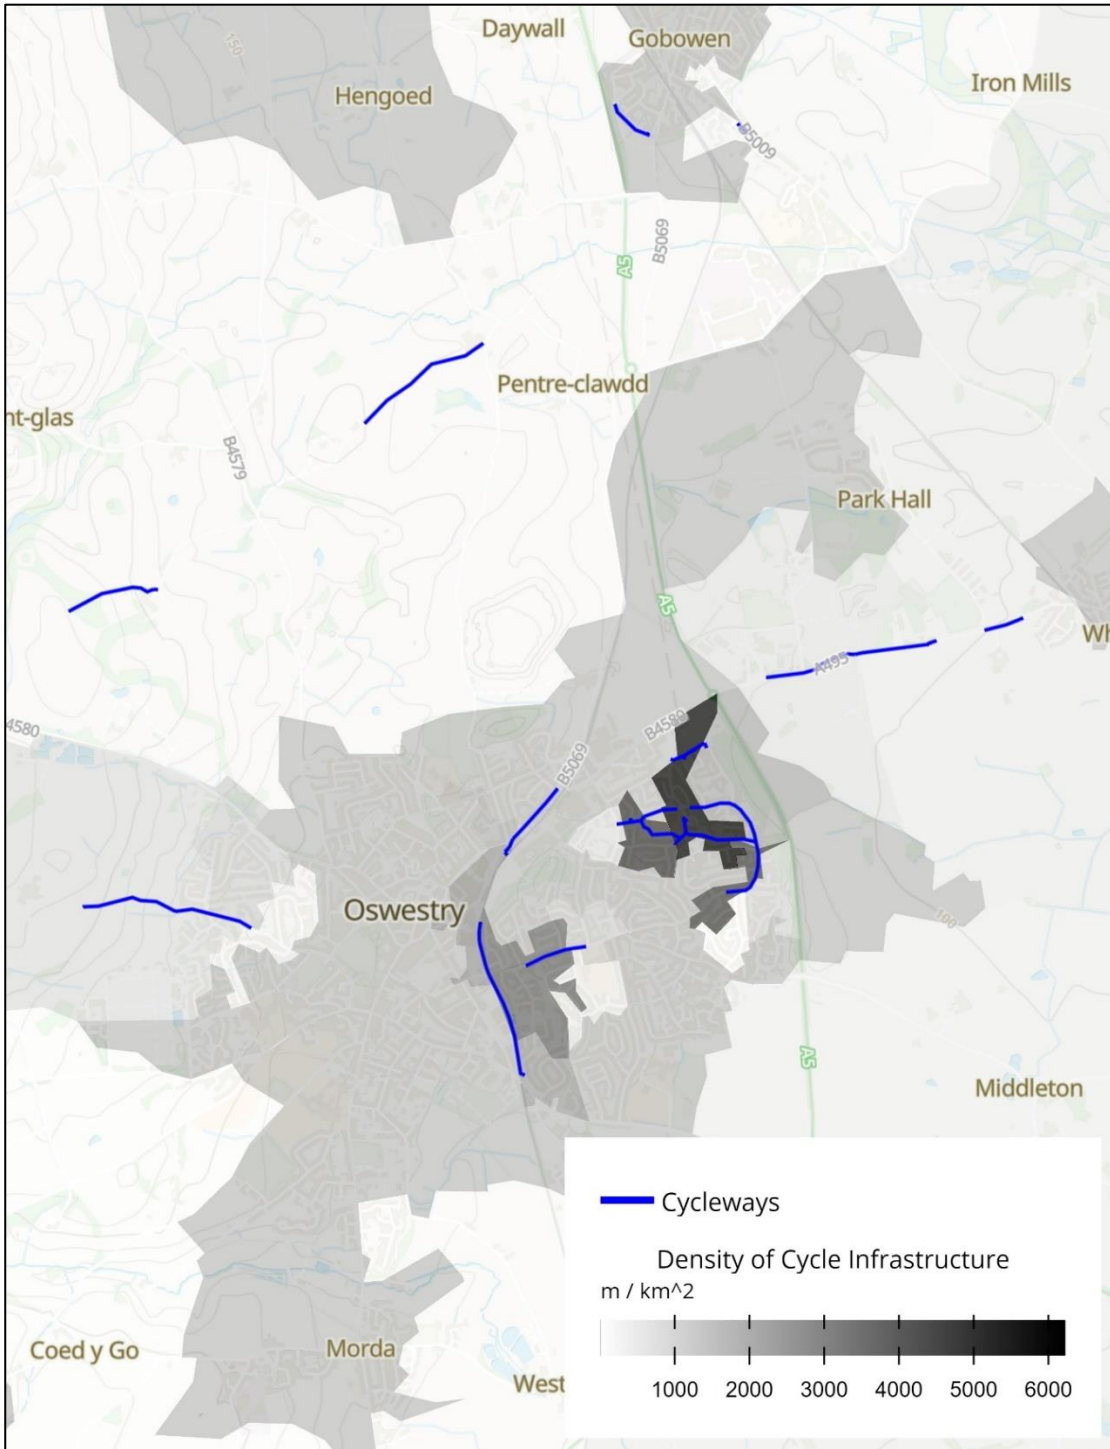 Daywall
Gobowen
150
Hengoed
Iron Mills
B5009
B5069
A5
Pentre-clawdd
nt-glas
B4579
Park Hall
A5
Wh
A495
4580
B4580
B5069
Oswestry
100
A5
Middleton
Cycleways
Density of Cycle Infrastructure
m / km^2
1000 2000 3000 4000 5000 6000
Coed y Go
Morda
West